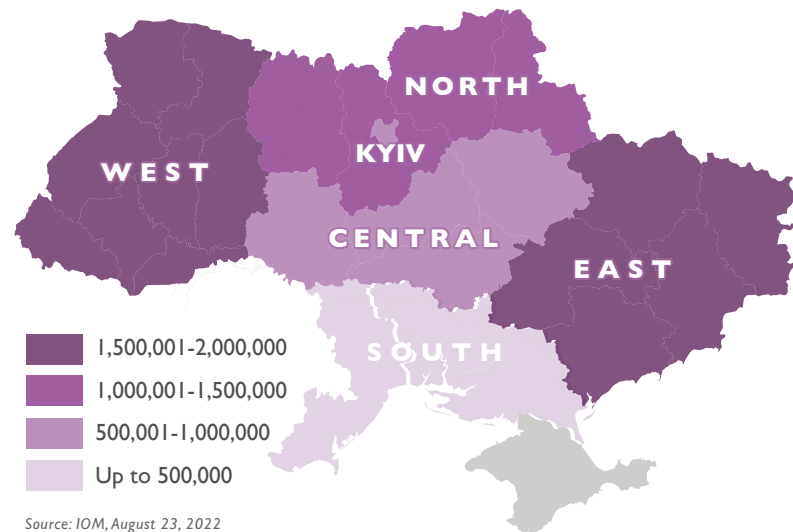 NORTH
KYIV
WEST
CENTRAL
EAST
SOUTH
1,500,001-2,000,000
1,000,001-1,500,000
500,001-1,000,000
Up to 500,000
Source: IOM, August 23, 2022